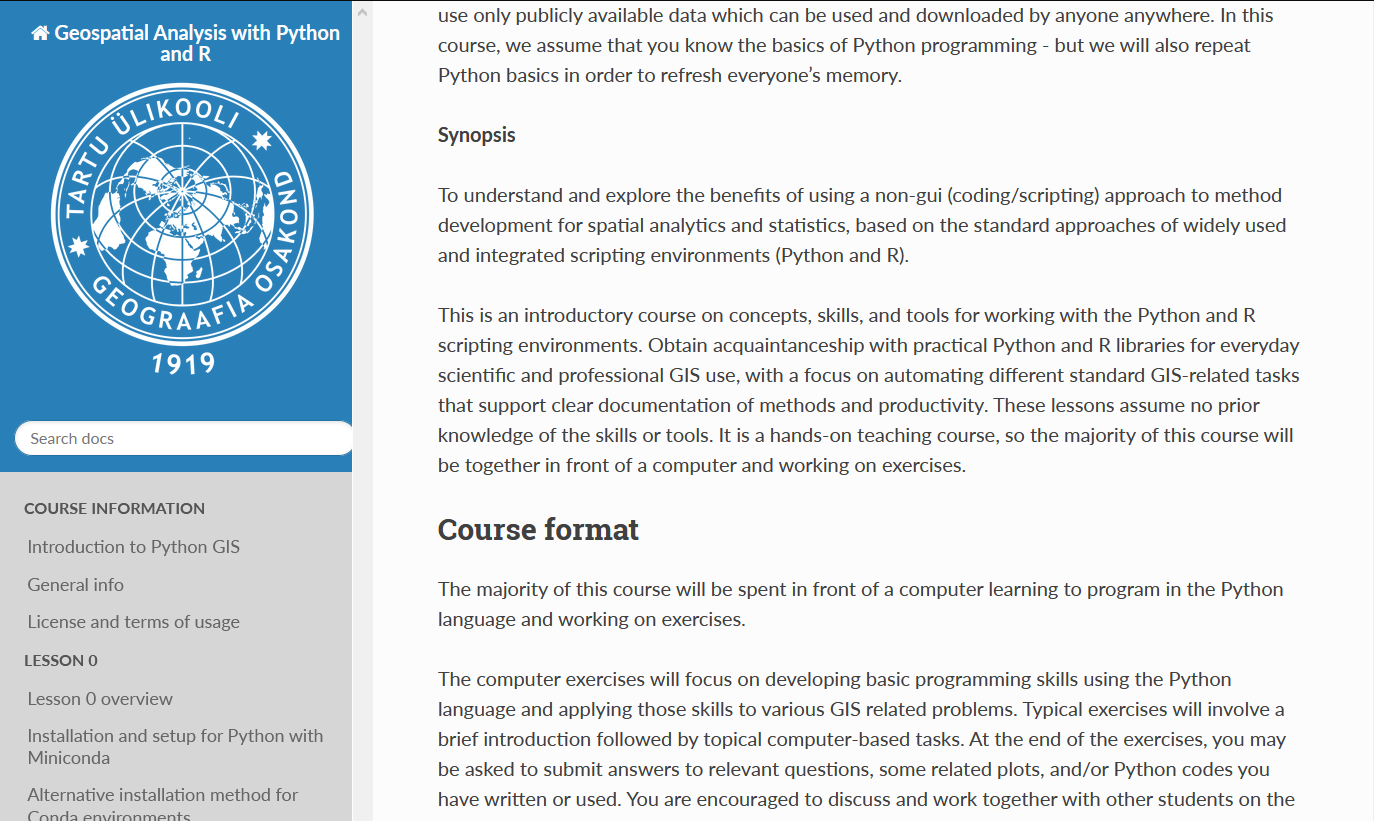 Geospatial Analysis with Python
and R
TARTU ÜLIKOOLI
GEOGRAAFIA OSAKOND
1919
Search docs
COURSE INFORMATION
Introduction to Python GIS
General info
License and terms of usage
LESSON 0
Lesson 0 overview
Installation and setup for Python with
Miniconda
Alternative installation method for
Conda environments
use only publicly available data which can be used and downloaded by anyone anywhere. In this
course, we assume that you know the basics of Python programming - but we will also repeat
Python basics in order to refresh everyone’s memory.
Synopsis
To understand and explore the benefits of using a non-gui (coding/scripting) approach to method
development for spatial analytics and statistics, based on the standard approaches of widely used
and integrated scripting environments (Python and R).
This is an introductory course on concepts, skills, and tools for working with the Python and R
scripting environments. Obtain acquaintanceship with practical Python and R libraries for everyday
scientific and professional GIS use, with a focus on automating different standard GIS-related tasks
that support clear documentation of methods and productivity. These lessons assume no prior
knowledge of the skills or tools. It is a hands-on teaching course, so the majority of this course will
be together in front of a computer and working on exercises.
Course format
The majority of this course will be spent in front of a computer learning to program in the Python
language and working on exercises.
The computer exercises will focus on developing basic programming skills using the Python
language and applying those skills to various GIS related problems. Typical exercises will involve a
brief introduction followed by topical computer-based tasks. At the end of the exercises, you may
be asked to submit answers to relevant questions, some related plots, and/or Python codes you
have written or used. You are encouraged to discuss and work together with other students on the